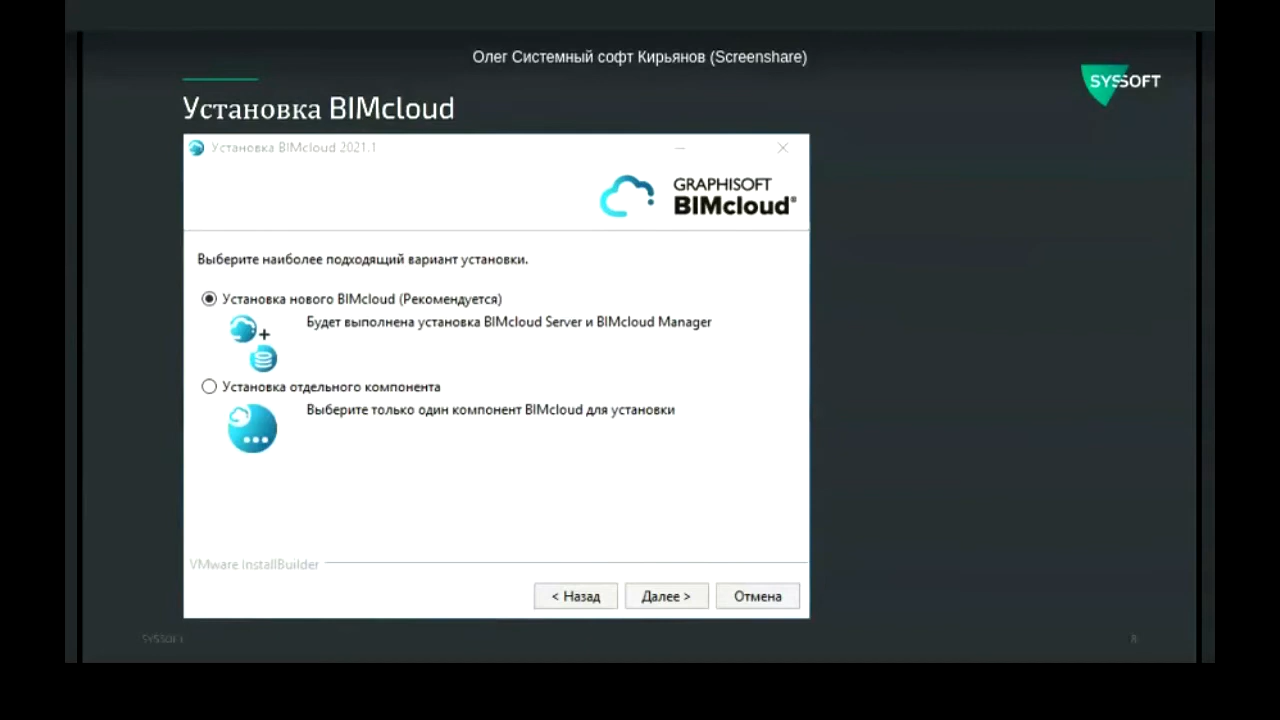 Олег Системный софт Кирьянов (Screenshare)
SYSSOFT
Установка BIMcloud
Установка BIMcloud 2021.1
GRAPHISOFT
BIMcloud®
Выберите наиболее подходящий вариант установки.
Установка нового BIMcloud (Рекомендуется)
Будет выполнена установка BIMcloud Server и BIMcloud Manager
Установка отдельного компонента
Выберите только один компонент BIMcloud для установки
VMware InstallBuilder
< Назад
Далее >
Отмена
SYSSOFT